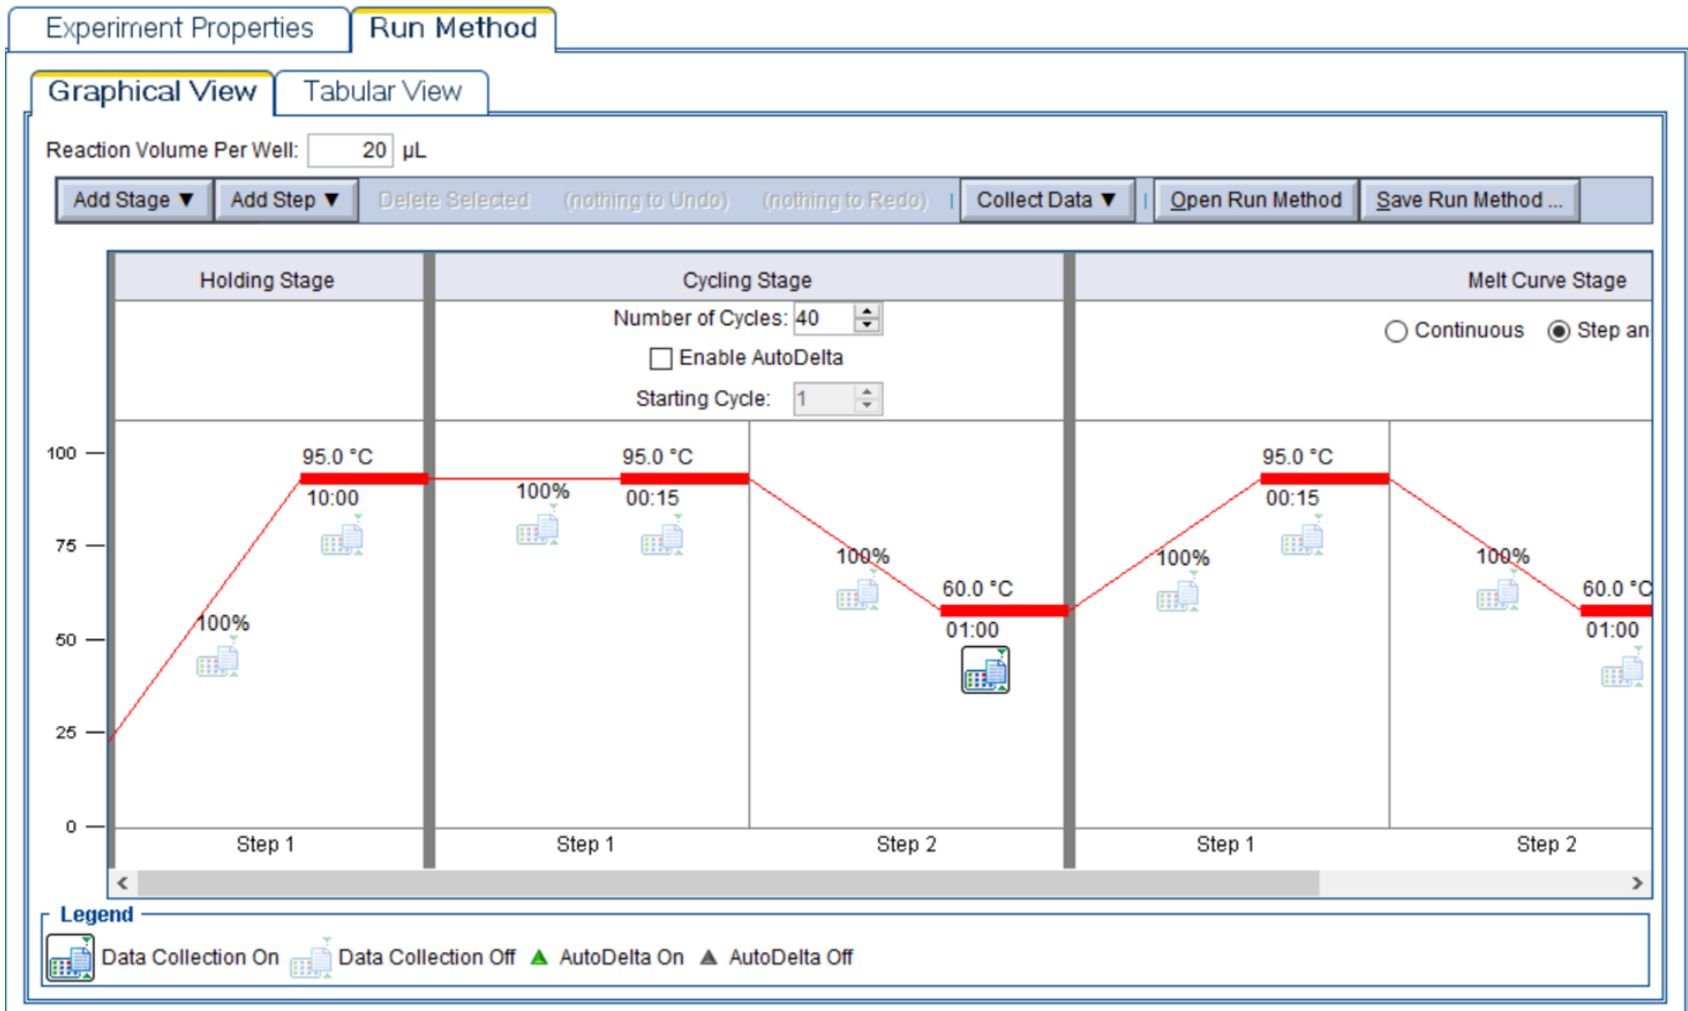 Experiment Properties Run Method
Graphical View Tabular View
Reaction Volume Per Well: 20 µL
Add Stage ▼ Add Step ▼ Delete Selected (nothing to Undo) (nothing to Redo) Collect Data ▼ Open Run Method Save Run Method ...
Holding Stage Cycling Stage Melt Curve Stage
Number of Cycles: 40
Continuous Step an
Enable AutoDelta
Starting Cycle: 1
100
95.0 °C 95.0 °C 95.0 °C
10:00 100% 00:15 00:15
75
100% 100% 100%
60.0 °C 60.0 °C
100% 01:00 01:00
50
25
0
Step 1 Step 1 Step 2 Step 1 Step 2
Legend
Data Collection On Data Collection Off AutoDelta On AutoDelta Off